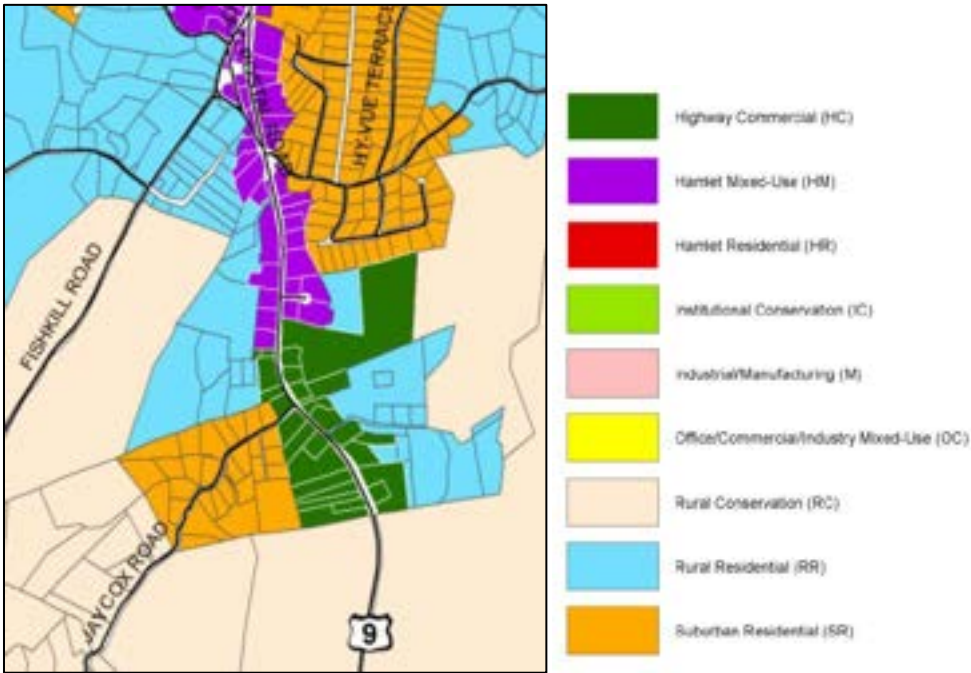 HY-VUE TERRACE
FISHKILL ROAD
JAYCOX ROAD
9
Highway Commercial (HC)
Hamlet Mixed-Use (HM)
Hamlet Residential (HR)
Institutional Conservation (IC)
Industrial/Manufacturing (M)
Office/Commercial/Industry Mixed-Use (OC)
Rural Conservation (RC)
Rural Residential (RR)
Suburban Residential (SR)